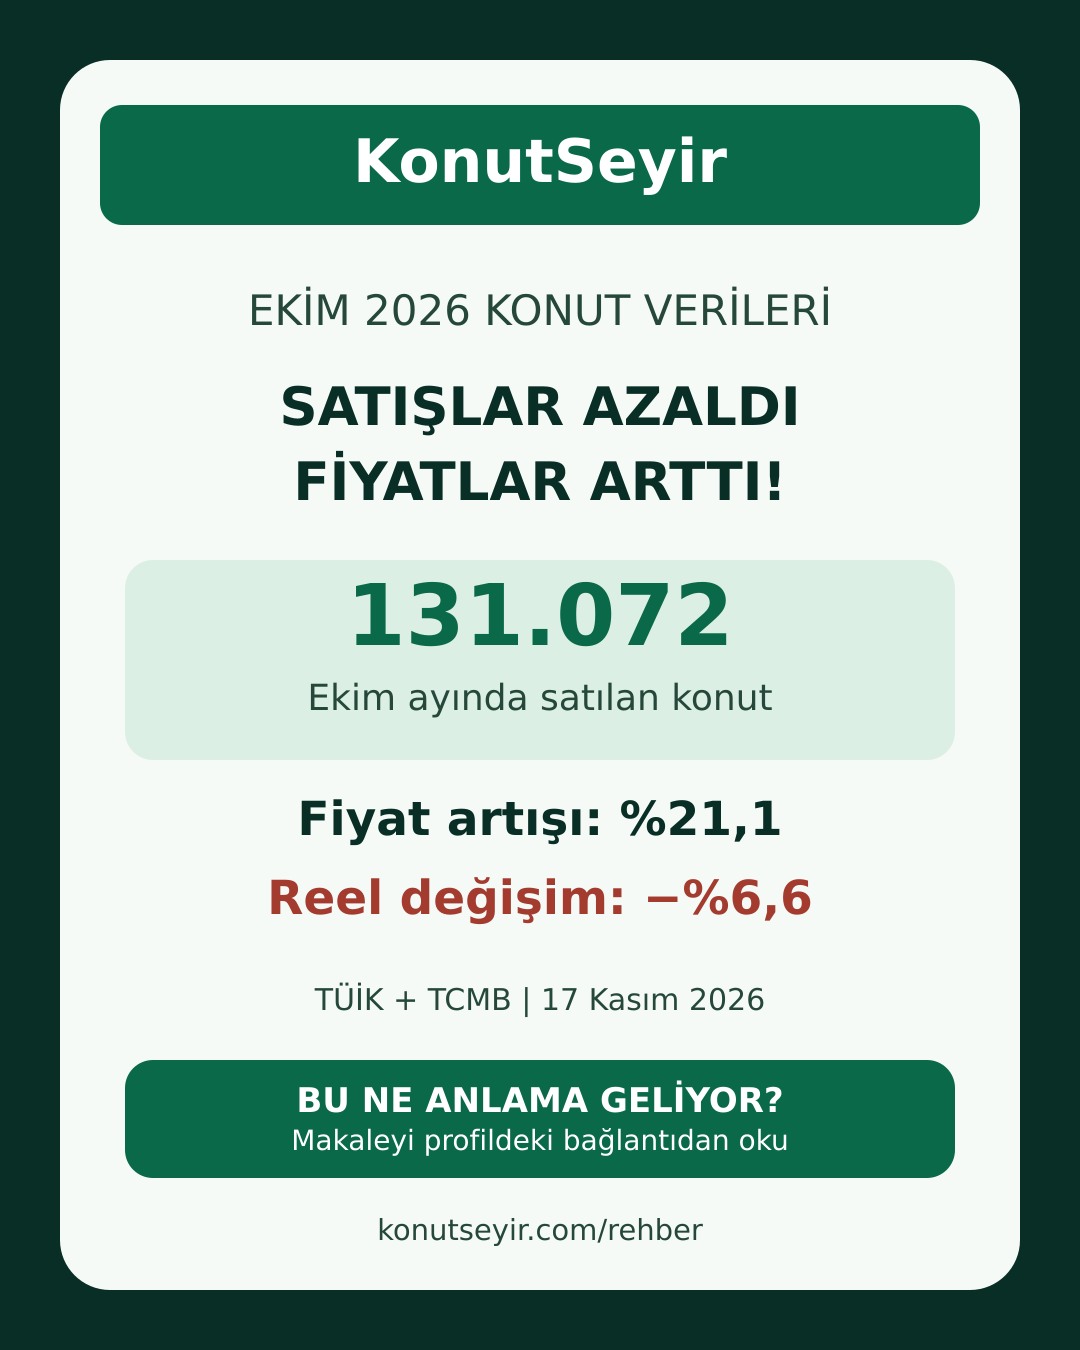 KonutSeyir
EKİM 2026 KONUT VERİLERİ
SATIŞLAR AZALDI
FİYATLAR ARTTI!
131.072
Ekim ayında satılan konut
Fiyat artışı: %21,1
Reel değişim: −%6,6
TÜİK + TCMB | 17 Kasım 2026
BU NE ANLAMA GELİYOR?
Makaleyi profildeki bağlantıdan oku
konutseyir.com/rehber